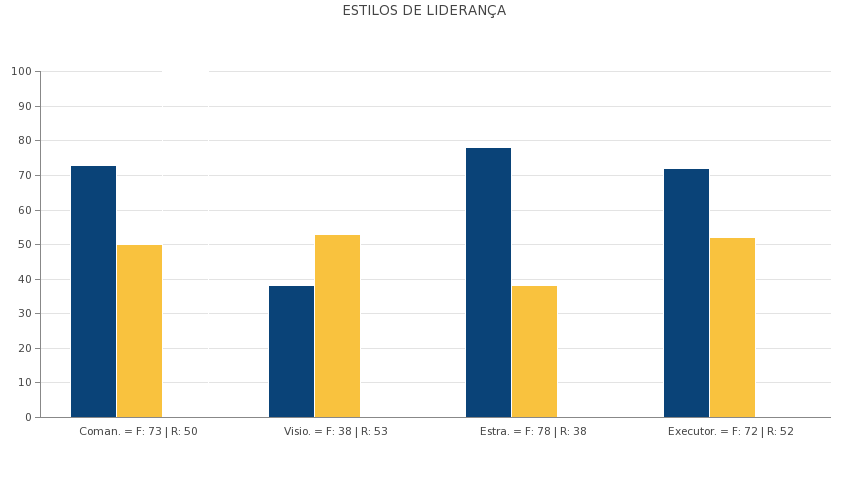 ESTILOS DE LIDERANÇA
100
90
80
70
60
50
40
30
20
10
0
Coman. = F: 73 | R: 50
Visio. = F: 38 | R: 53
Estra. = F: 78 | R: 38
Executor. = F: 72 | R: 52